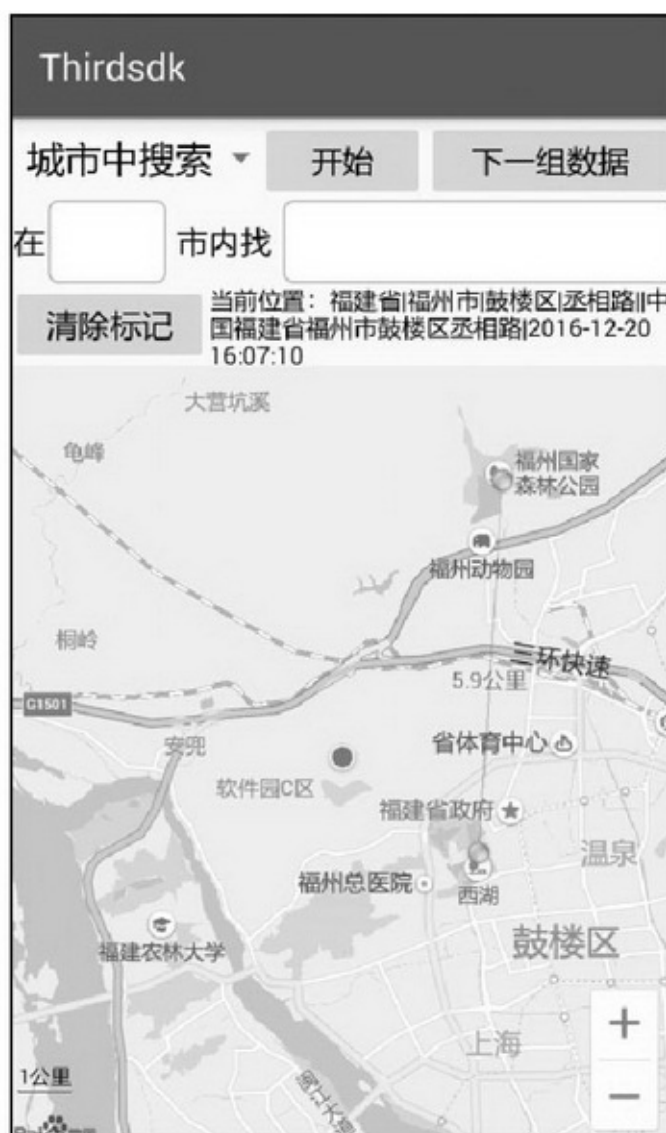 Thirdsdk
城市中搜索
开始
下一组数据
在
市内找
清除标记
当前位置：福建省|福州市|鼓楼区|丞相路||中
国福建省福州市鼓楼区丞相路|2016-12-20
16:07:10
大营坑溪
龟峰
福州国家
森林公园
福州动物园
桐岭
三环快速
5.9公里
G1501
省体育中心
安兜
软件园C区
福建省政府
温泉
福州总医院
西湖
鼓楼区
福建农林大学
上海
+
1公里
−